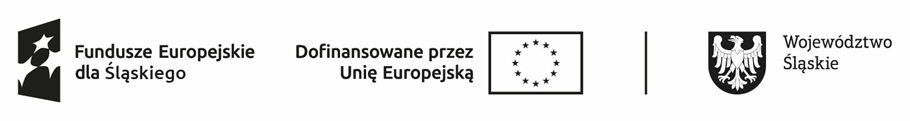 Fundusze Europejskie
dla Śląskiego
Dofinansowane przez
Unię Europejską
Województwo
Śląskie